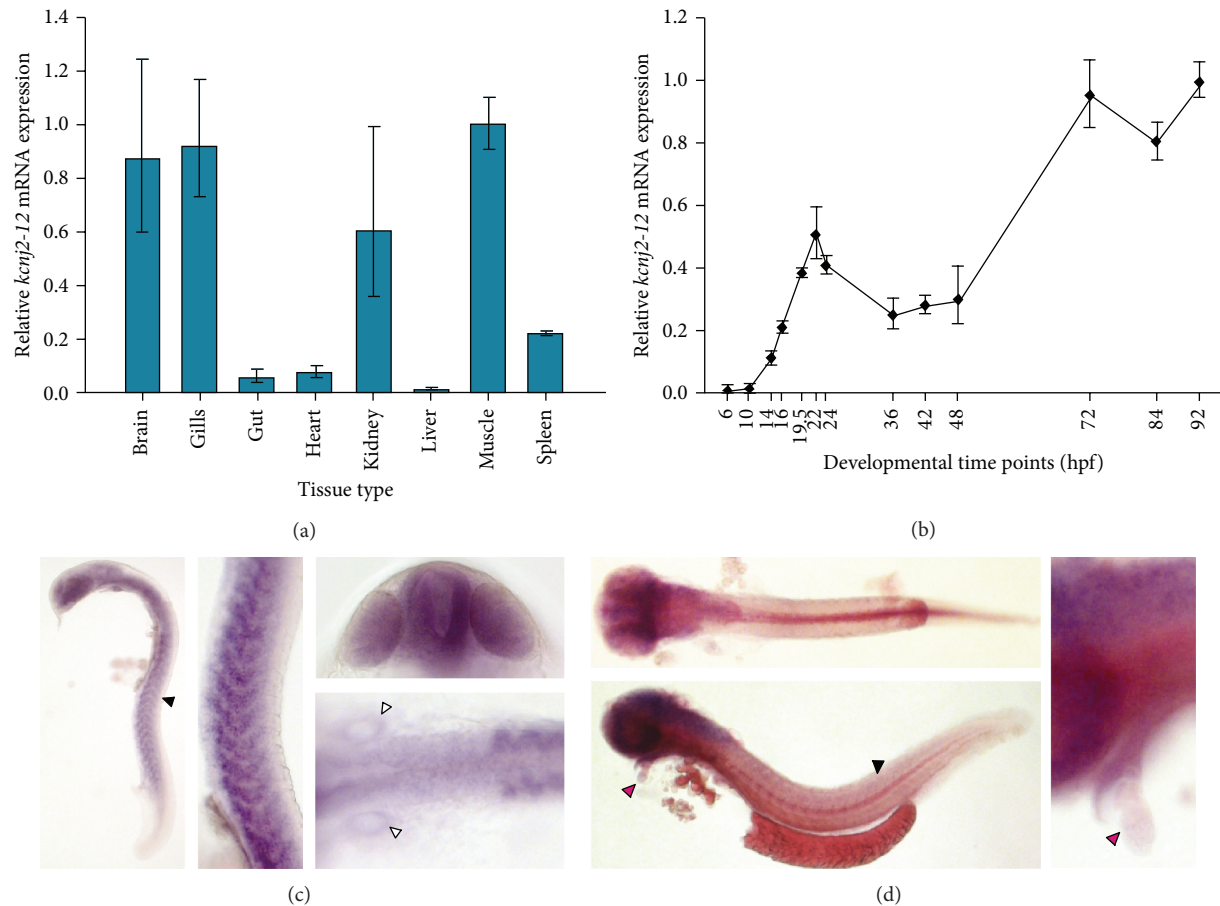 1.4
1.2
1.0
0.8
0.6
0.4
0.2
0.0
Relative kcnj2-12 mRNA expression
Brain
Gills
Gut
Heart
Kidney
Liver
Muscle
Spleen
Tissue type
(a)
1.2
1.0
0.8
0.6
0.4
0.2
0.0
Relative kcnj2-12 mRNA expression
6
10
14
16
19.5
22
24
36
42
48
72
84
92
Developmental time points (hpf)
(b)
(c)
(d)